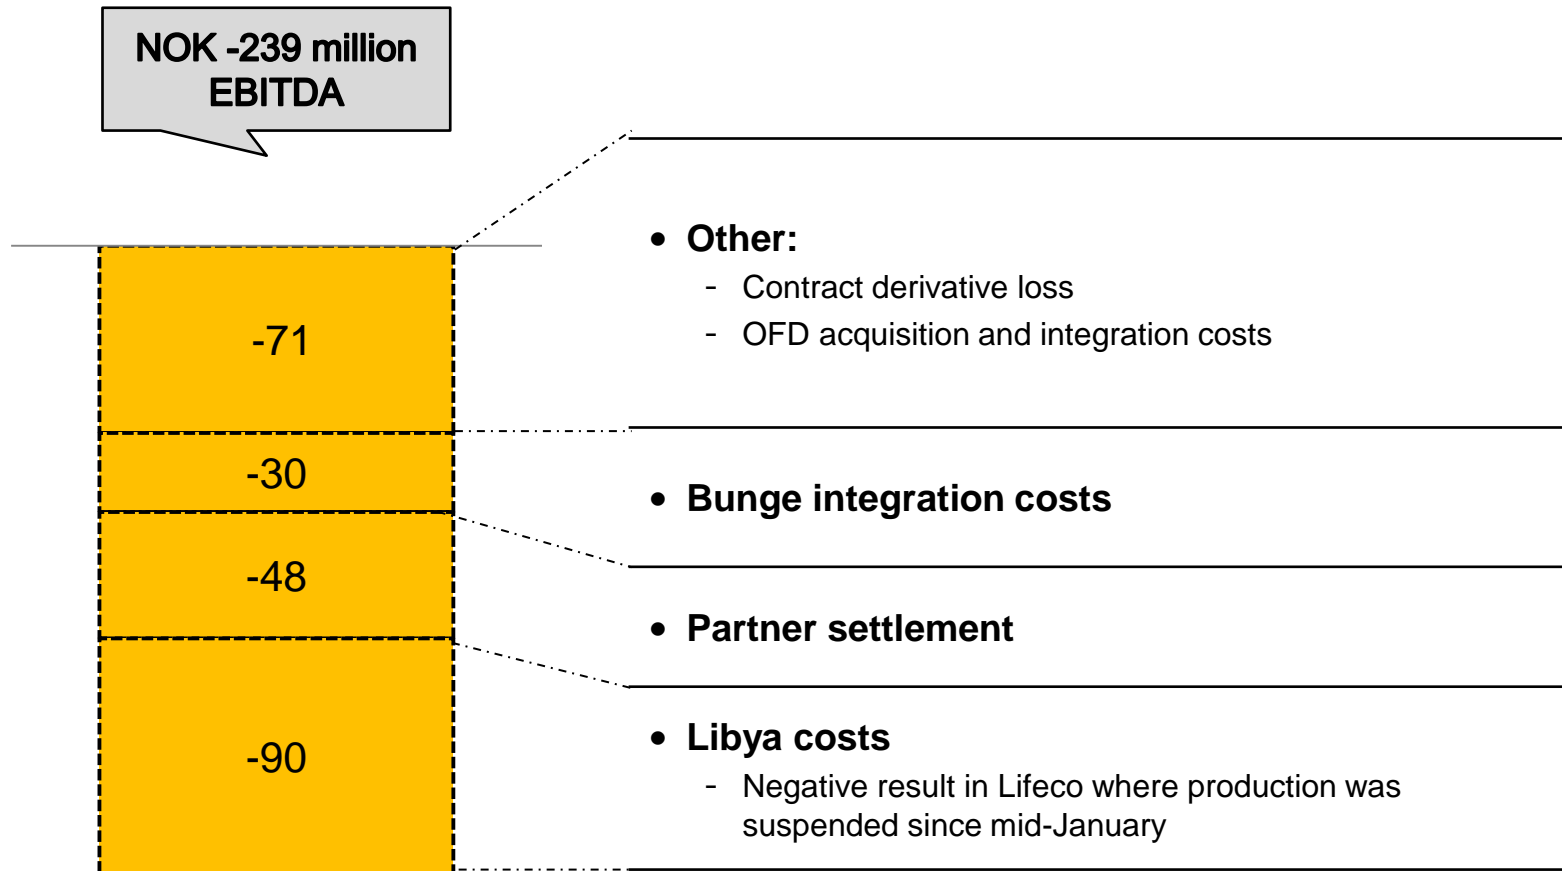 NOK -239 million
EBITDA
-71
-30
-48
-90
• Other:
- Contract derivative loss
- OFD acquisition and integration costs
• Bunge integration costs
• Partner settlement
• Libya costs
- Negative result in Lifeco where production was
suspended since mid-January